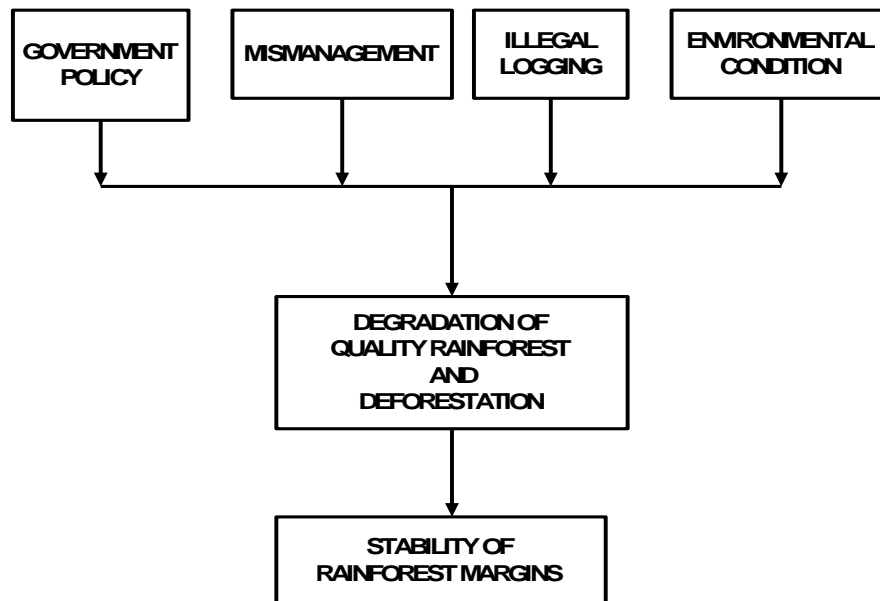 GOVERNMENT
POLICY
MISMANAGEMENT
ILLEGAL
LOGGING
ENVIRONMENTAL
CONDITION
DEGRADATION OF
QUALITY RAINFOREST
AND
DEFORESTATION
STABILITY OF
RAINFOREST MARGINS